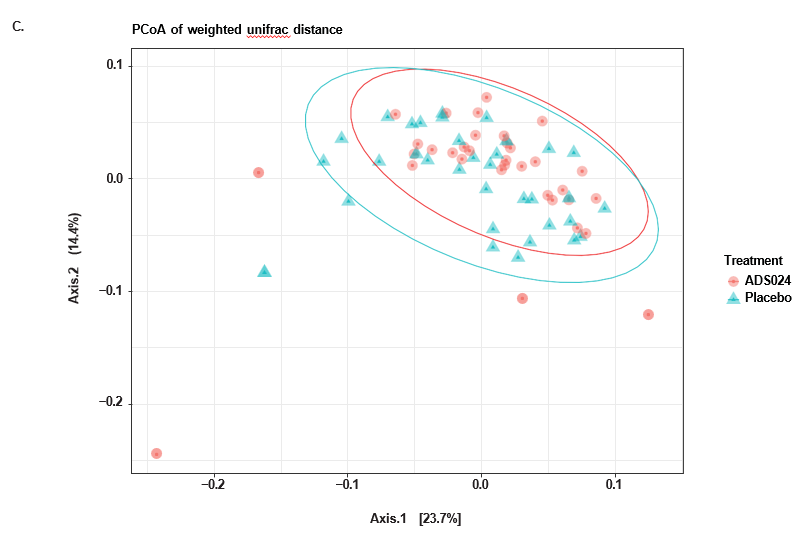 C.
PCoA of weighted unifrac distance
0.1
0.0
−0.1
−0.2
Axis.2 (14.4%)
−0.2
−0.1
0.0
0.1
Axis.1 [23.7%]
Treatment
ADS024
Placebo